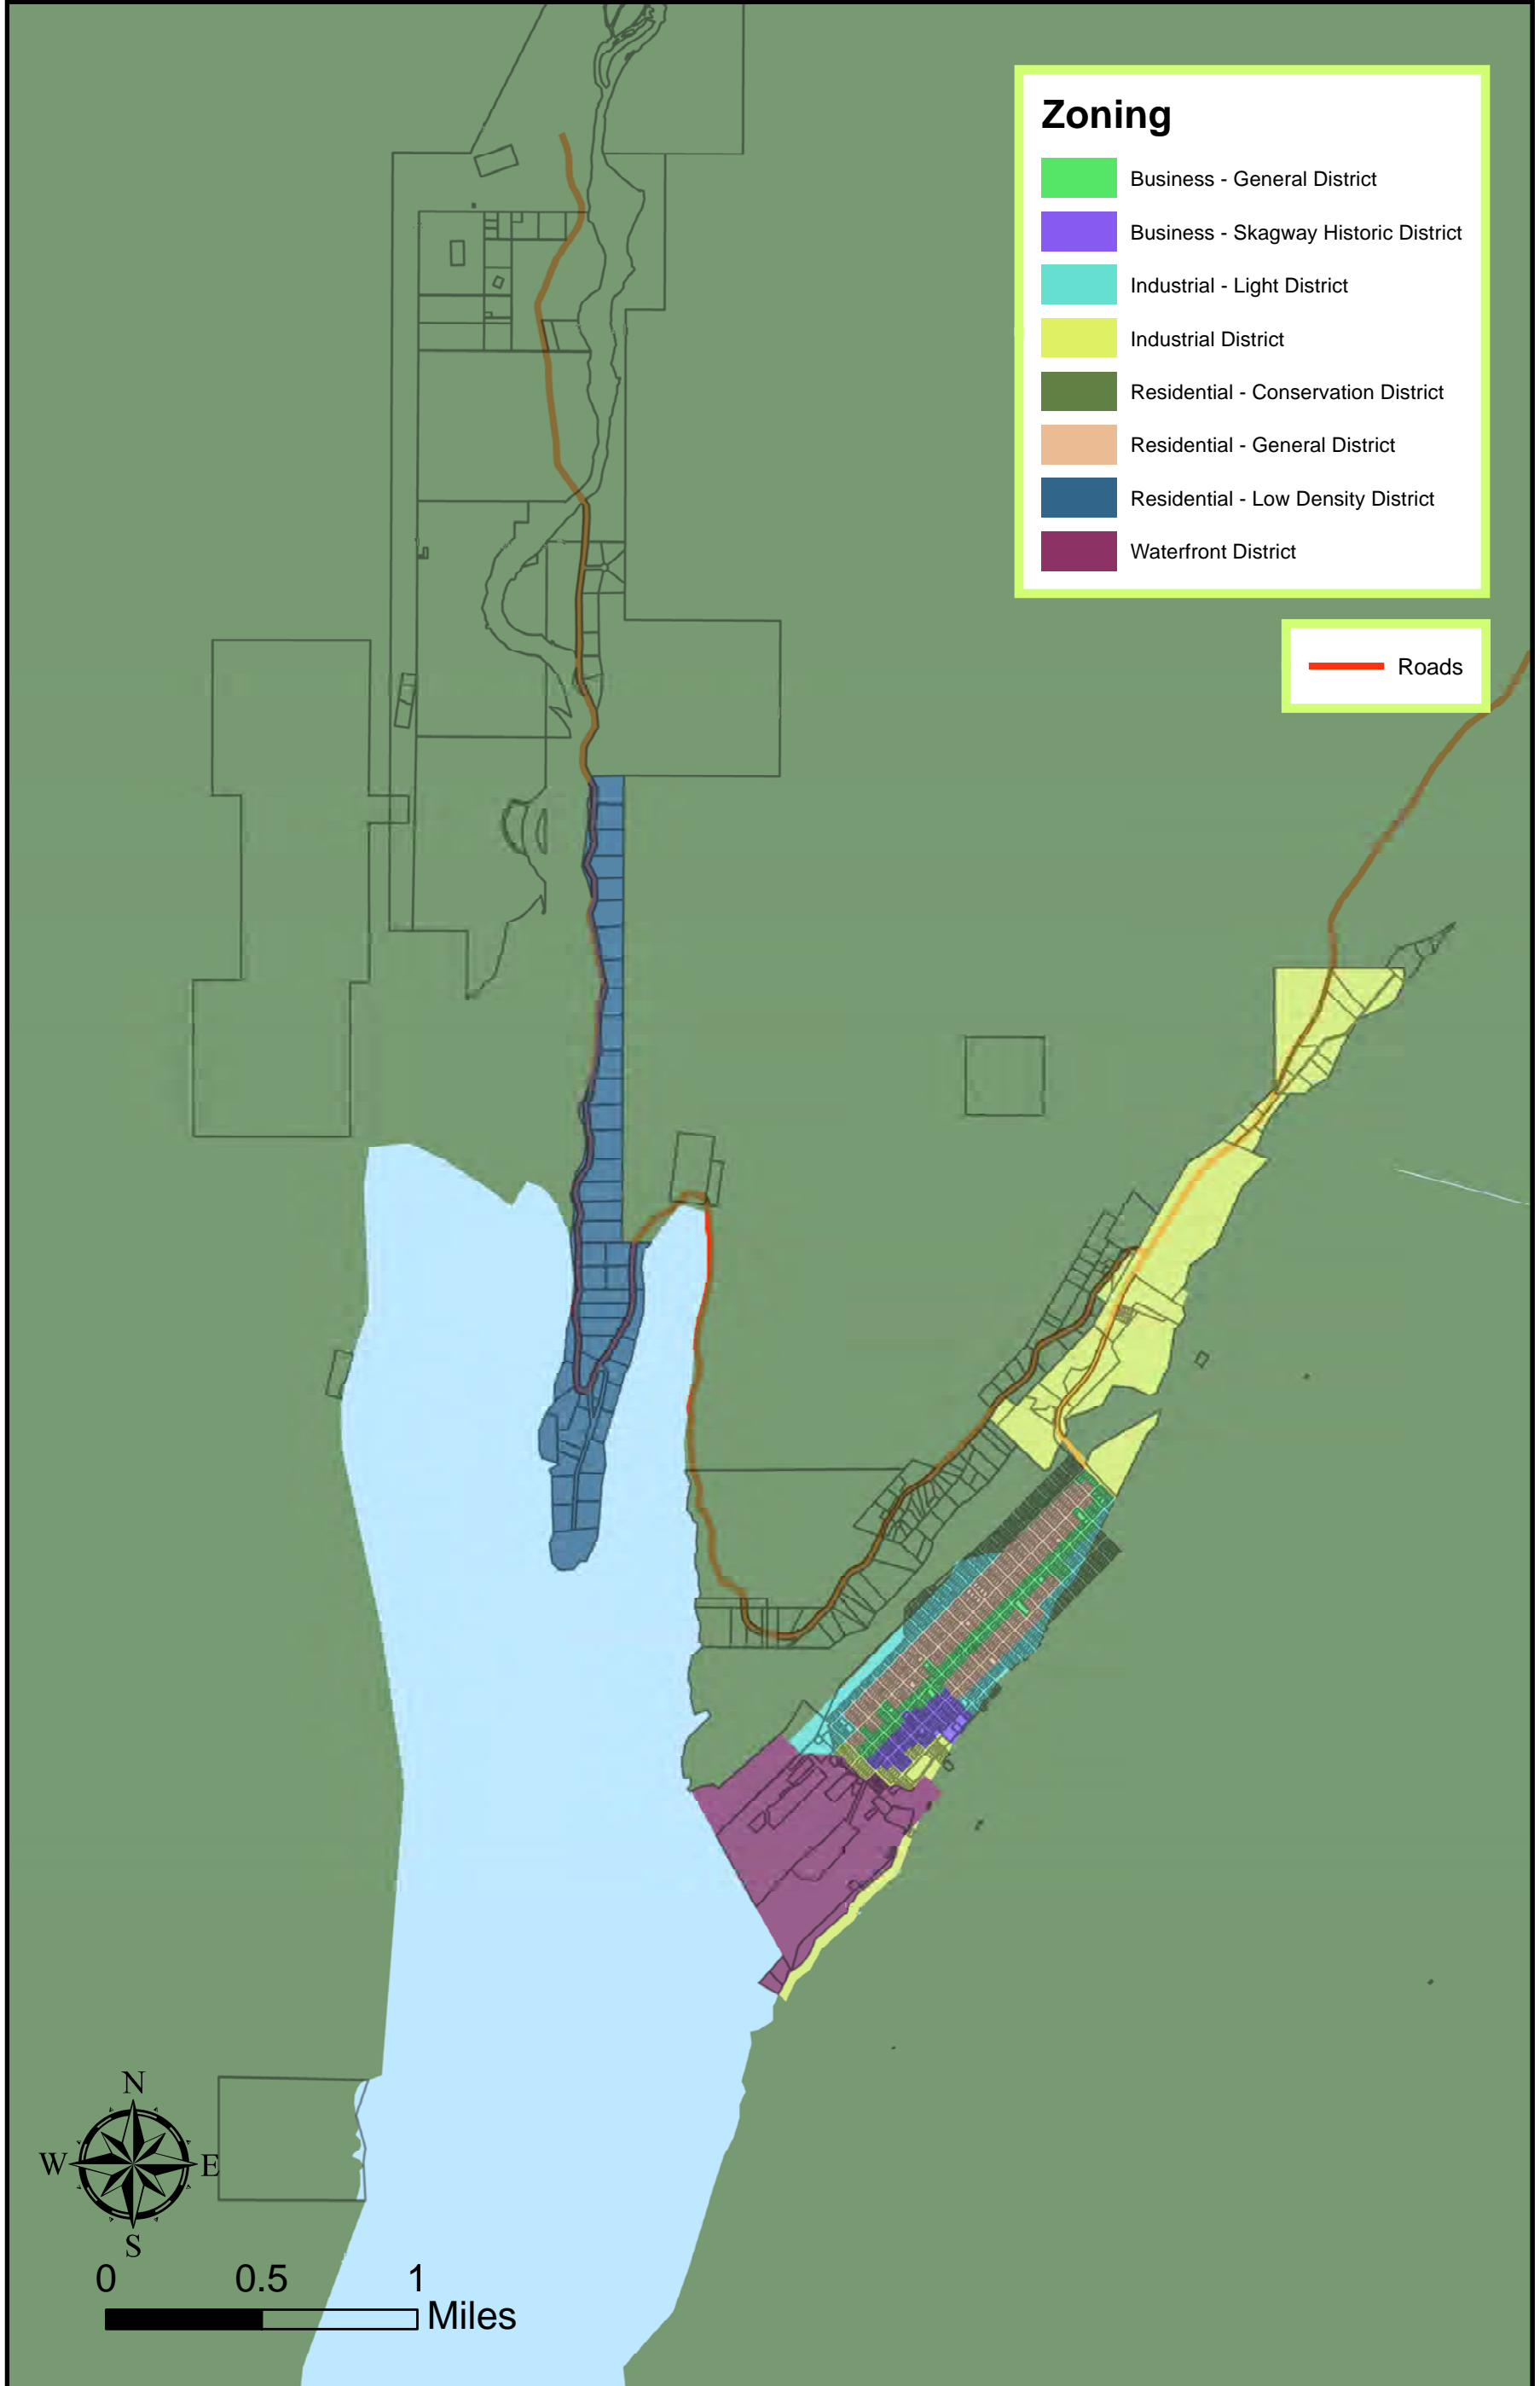 Zoning
Business - General District
Business - Skagway Historic District
Industrial - Light District
Industrial District
Residential - Conservation District
Residential - General District
Residential - Low Density District
Waterfront District
Roads
N
W E
S
0 0.5 1
Miles